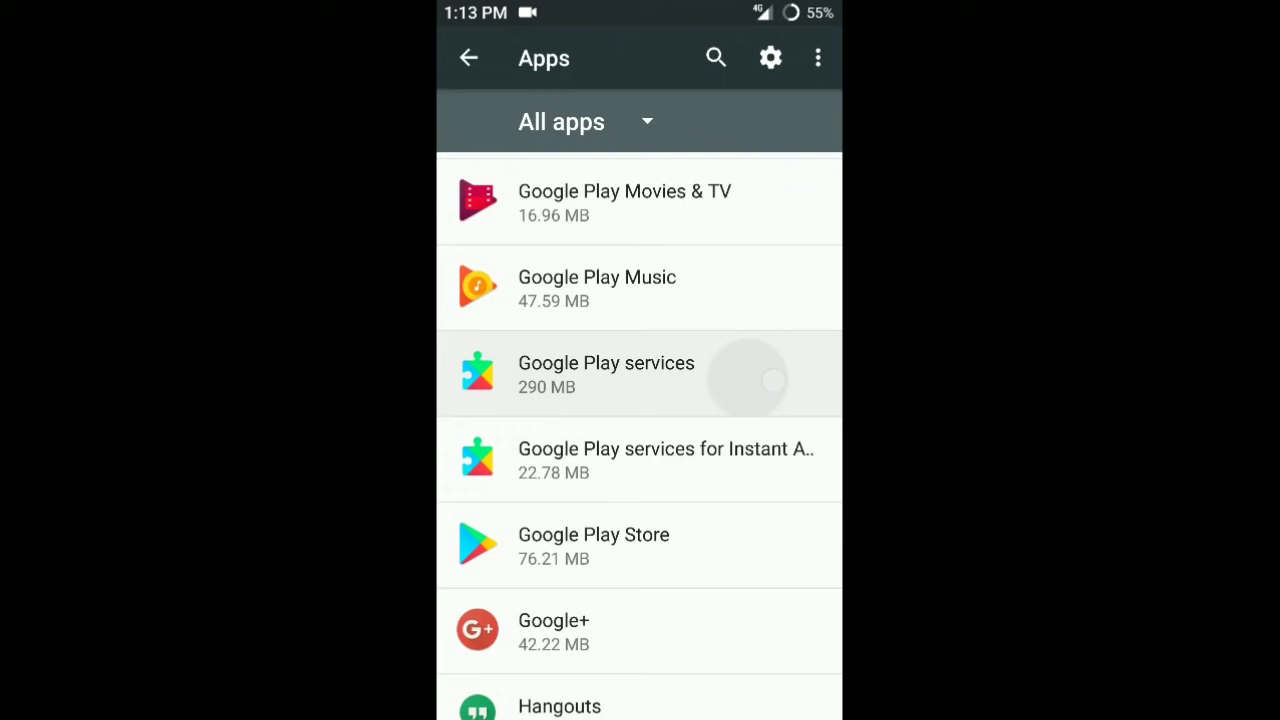 1:13 PM 4G 55%
Apps
All apps
Google Play Movies & TV
16.96 MB
Google Play Music
47.59 MB
Google Play services
290 MB
Google Play services for Instant A..
22.78 MB
Google Play Store
76.21 MB
G+ Google+
42.22 MB
Hangouts